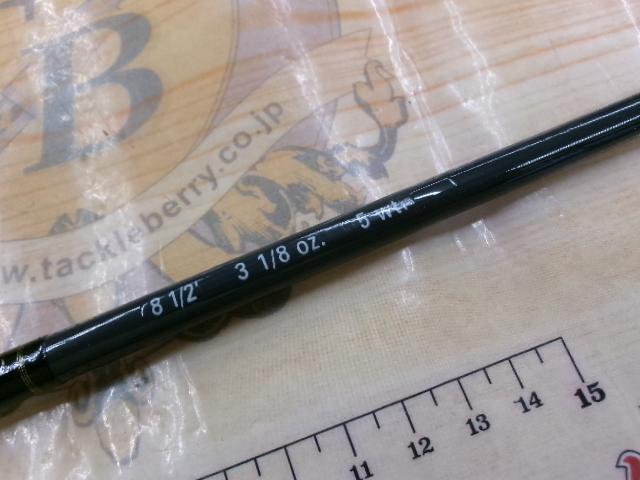 B
www.tackleberry.co.jp
8 1/2' 3 1/8 oz. 5 wt.
11 12 13 14 15